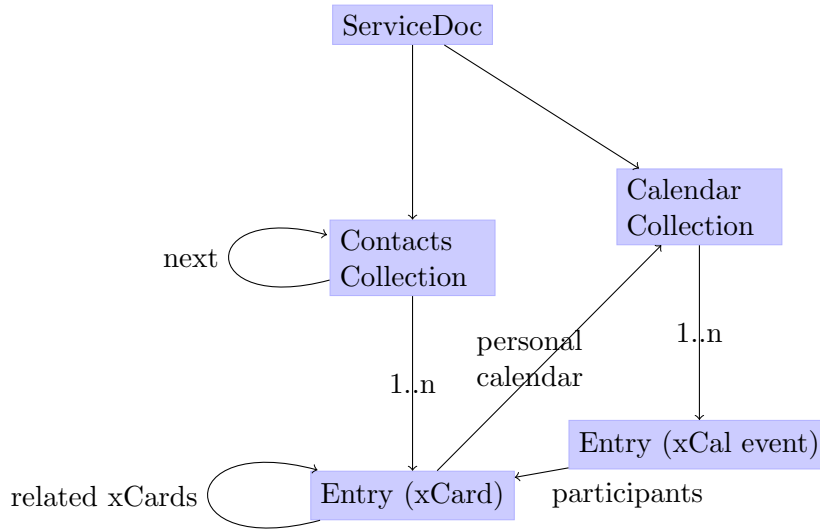 ServiceDoc
Calendar
Collection
Contacts
Collection
next
personal
calendar
1..n
1..n
Entry (xCal event)
Entry (xCard)
related xCards
participants